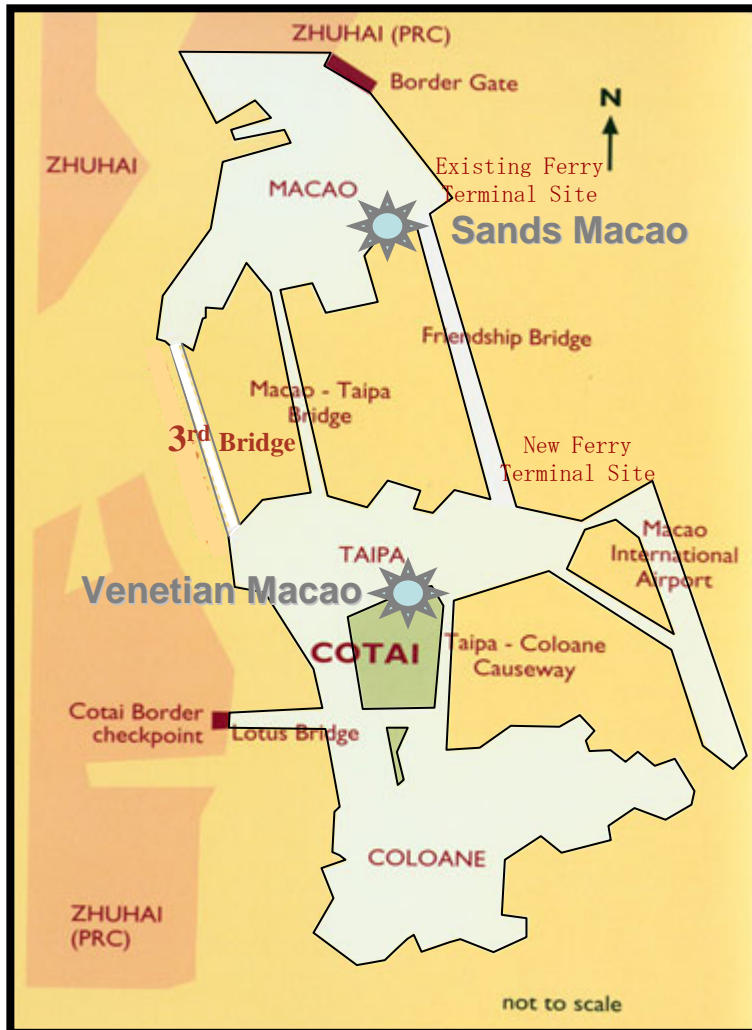 ZHUHAI (PRC)
Border Gate
N
ZHUHAI
Existing Ferry
Terminal Site
MACAO
Sands Macao
Friendship Bridge
Macao - Taipa
Bridge
3rd Bridge
New Ferry
Terminal Site
Macao
International
Airport
TAIPA
Venetian Macao
COTAI
Taipa - Coloane
Causeway
Cotai Border
checkpoint
Lotus Bridge
COLOANE
ZHUHAI
(PRC)
not to scale